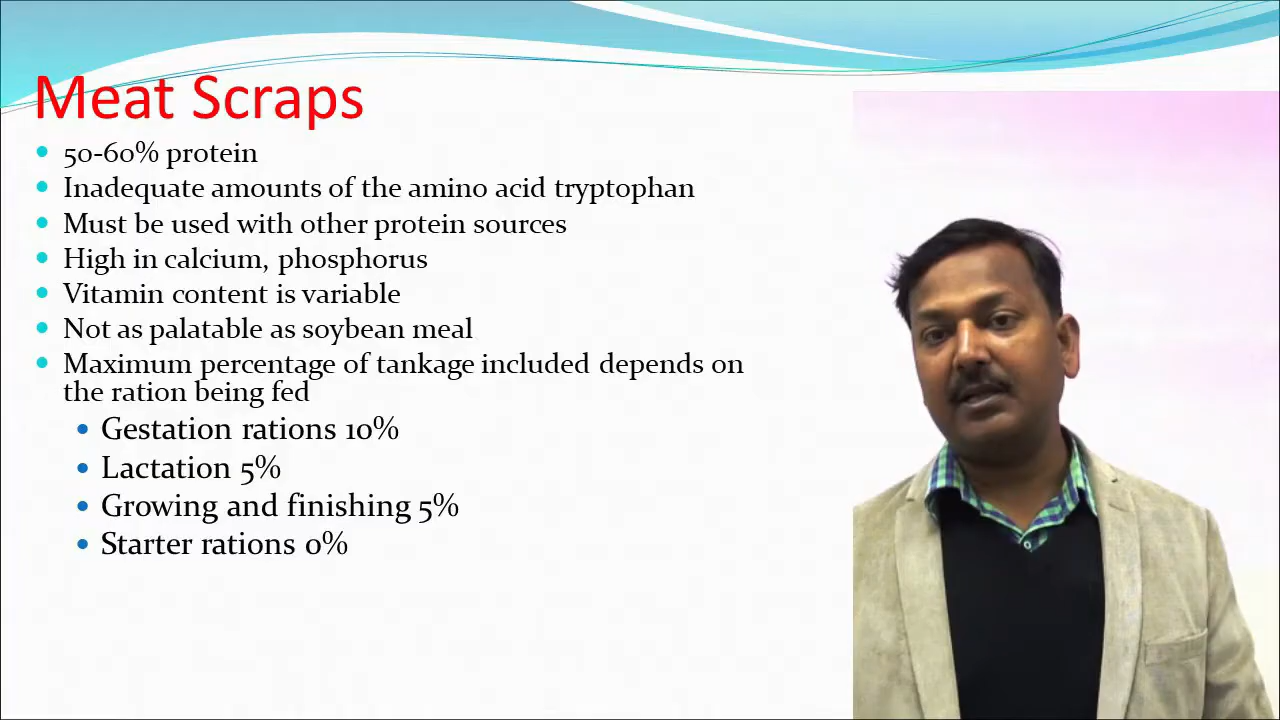 Meat Scraps
50-60% protein
Inadequate amounts of the amino acid tryptophan
Must be used with other protein sources
High in calcium, phosphorus
Vitamin content is variable
Not as palatable as soybean meal
Maximum percentage of tankage included depends on
the ration being fed
Gestation rations 10%
Lactation 5%
Growing and finishing 5%
Starter rations 0%